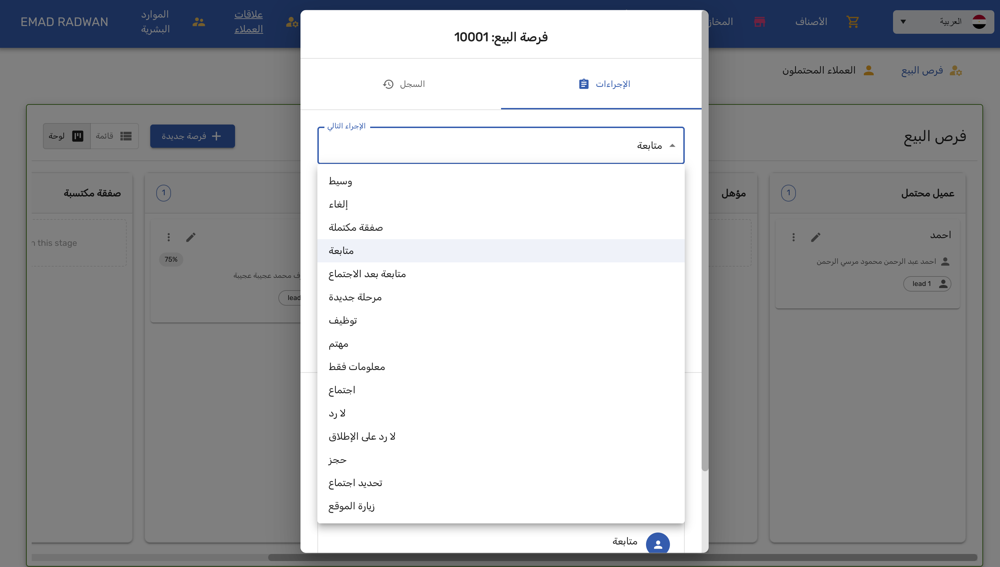 العربية
الأصناف
المخاز
علاقات
العملاء
الموارد
البشرية
EMAD RADWAN
فرص البيع
العملاء المحتملون
فرص البيع
فرصة جديدة
قائمة
لوحة
عميل محتمل
1
احمد
احمد عبد الرحمن محمود مرسي الرحمن
lead 1
مؤهل
1
75%
ف محمد عجيبة عجيبة
lead
صفقة مكتسبة
this stage
فرصة البيع: 10001
الإجراءات
السجل
الإجراء التالي
متابعة
وسيط
إلغاء
صفقة مكتملة
متابعة
متابعة بعد الاجتماع
مرحلة جديدة
توظيف
مهتم
معلومات فقط
اجتماع
لا رد
لا رد على الإطلاق
حجز
تحديد اجتماع
زيارة الموقع
متابعة